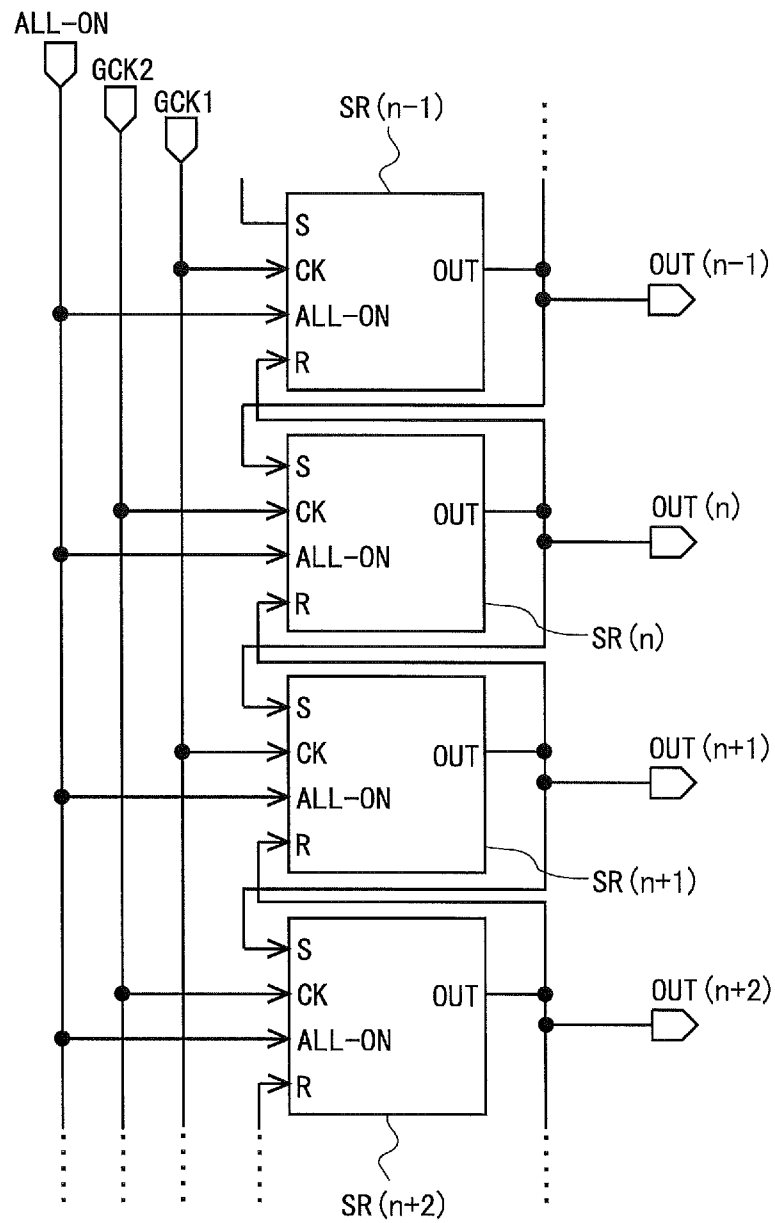 ALL-ON
GCK2
GCK1
SR(n-1)
S
CK
OUT
ALL-ON
R
OUT(n-1)
S
CK
OUT
ALL-ON
R
OUT(n)
SR(n)
S
CK
OUT
ALL-ON
R
OUT(n+1)
SR(n+1)
S
CK
OUT
ALL-ON
R
OUT(n+2)
SR(n+2)